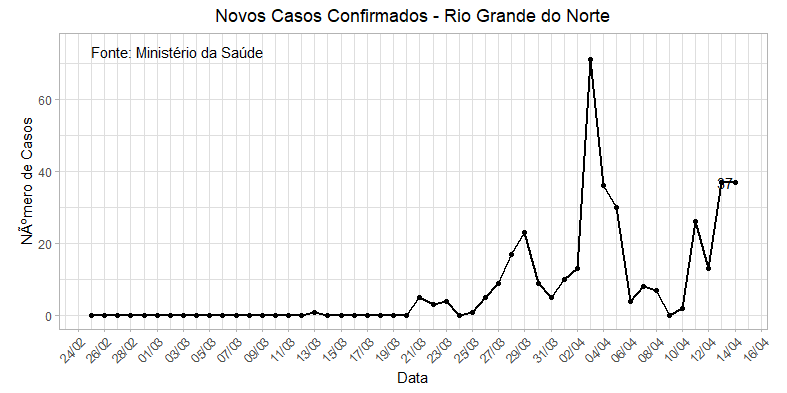 Novos Casos Confirmados - Rio Grande do Norte
Fonte: Ministério da Saúde
NÃºmero de Casos
60
40
20
0
37
24/02 26/02 28/02 01/03 03/03 05/03 07/03 09/03 11/03 13/03 15/03 17/03 19/03 21/03 23/03 25/03 27/03 29/03 31/03 02/04 04/04 06/04 08/04 10/04 12/04 14/04 16/04
Data